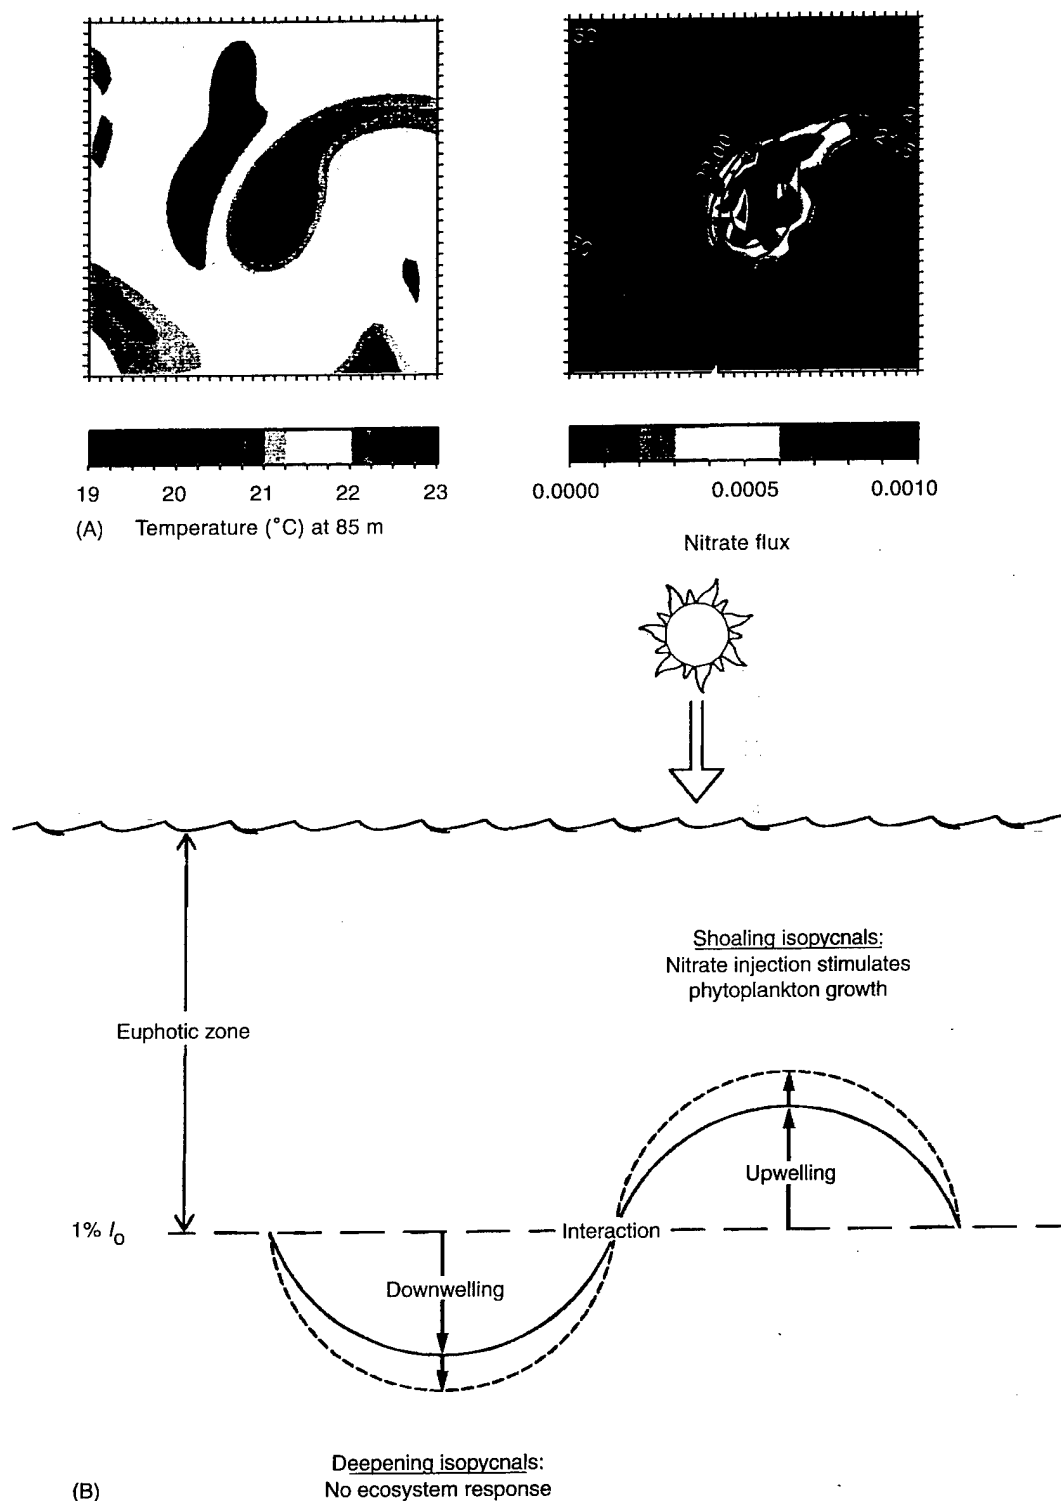 19 20 21 22 23
(A) Temperature (°C) at 85 m
0.0000 0.0005 0.0010
Nitrate flux
Shoaling isopycnals:
Nitrate injection stimulates
phytoplankton growth
Euphotic zone
Upwelling
1% Io
Interaction
Downwelling
Deepening isopycnals:
(B) No ecosystem response